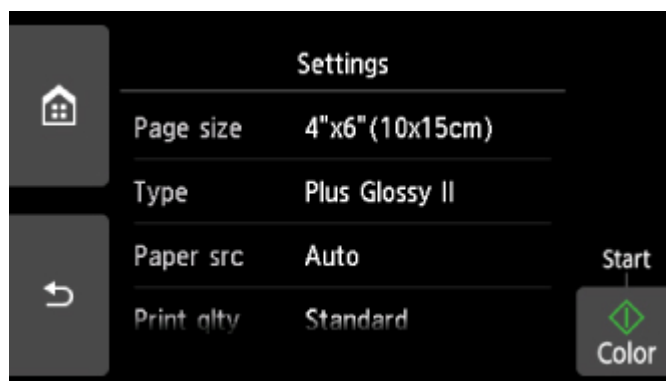 Settings
Page size 4"x6"(10x15cm)
Type Plus Glossy II
Paper src Auto
Print qlty Standard
Start
Color